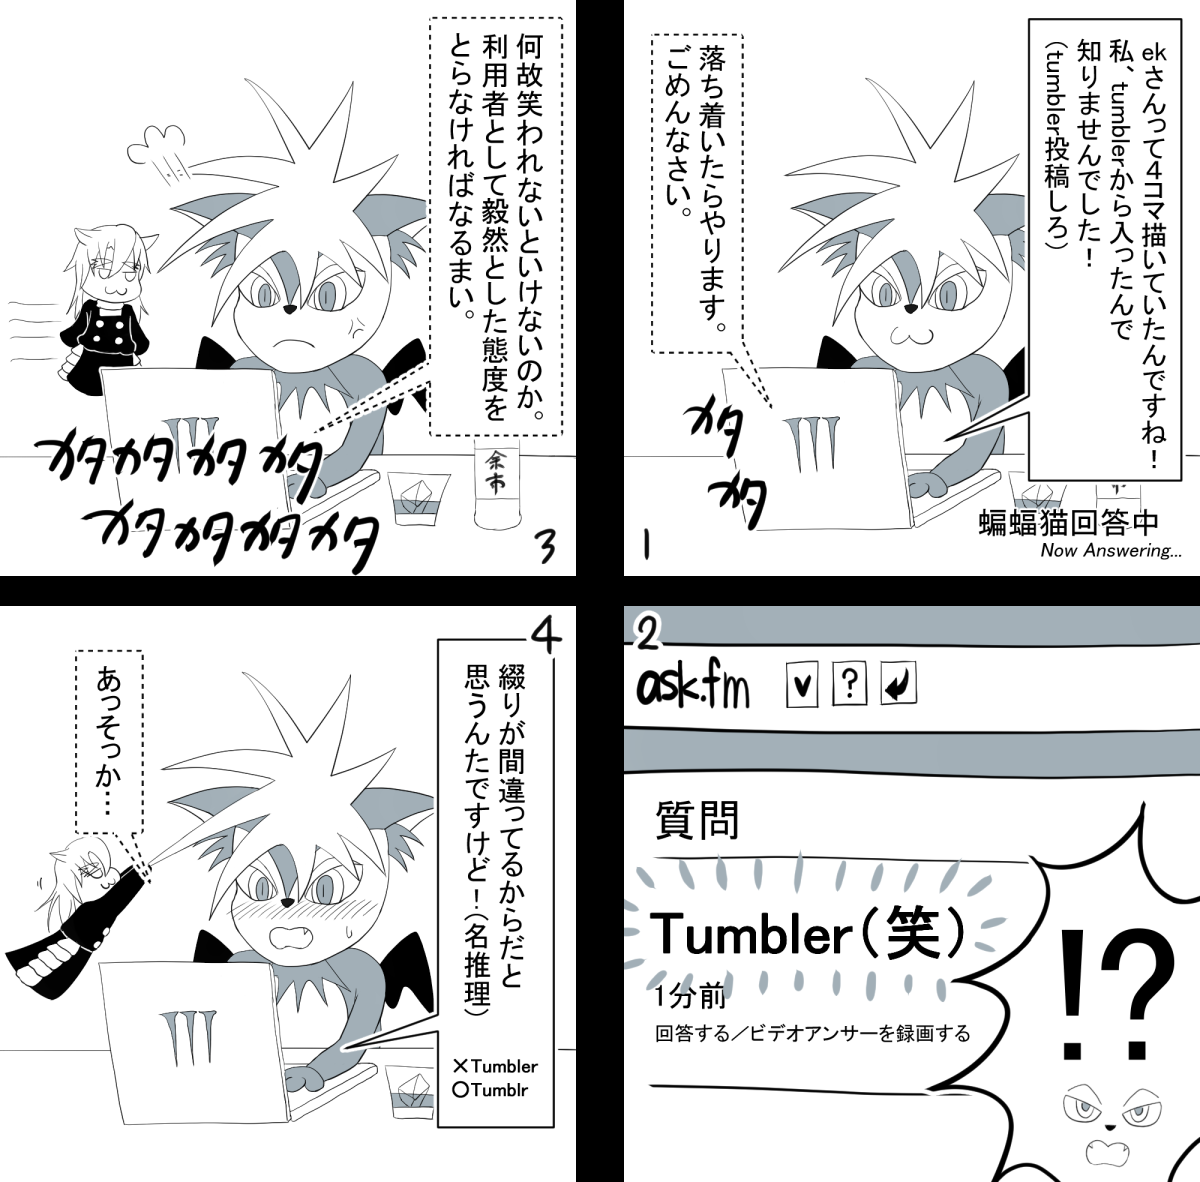 ekさんって4コマ描いていたんですね！
私、tumblerから入ったんで
知りませんでした！
（tumbler投稿しろ）
落ち着いたらやります。
ごめんなさい。
カタ
カタ
余市
蝙蝠猫回答中
Now Answering...
1
2
ask.fm
?
質問
Tumbler（笑）
1分前
回答する／ビデオアンサーを録画する
!?
何故笑われないといけないのか。
利用者として毅然とした態度を
とらなければなるまい。
カタカタカタカタ
カタカタカタカタ
余市
3
4
綴りが間違ってるからだと
思うんたですけど！（名推理）
×Tumbler
○Tumblr
あっそっか…